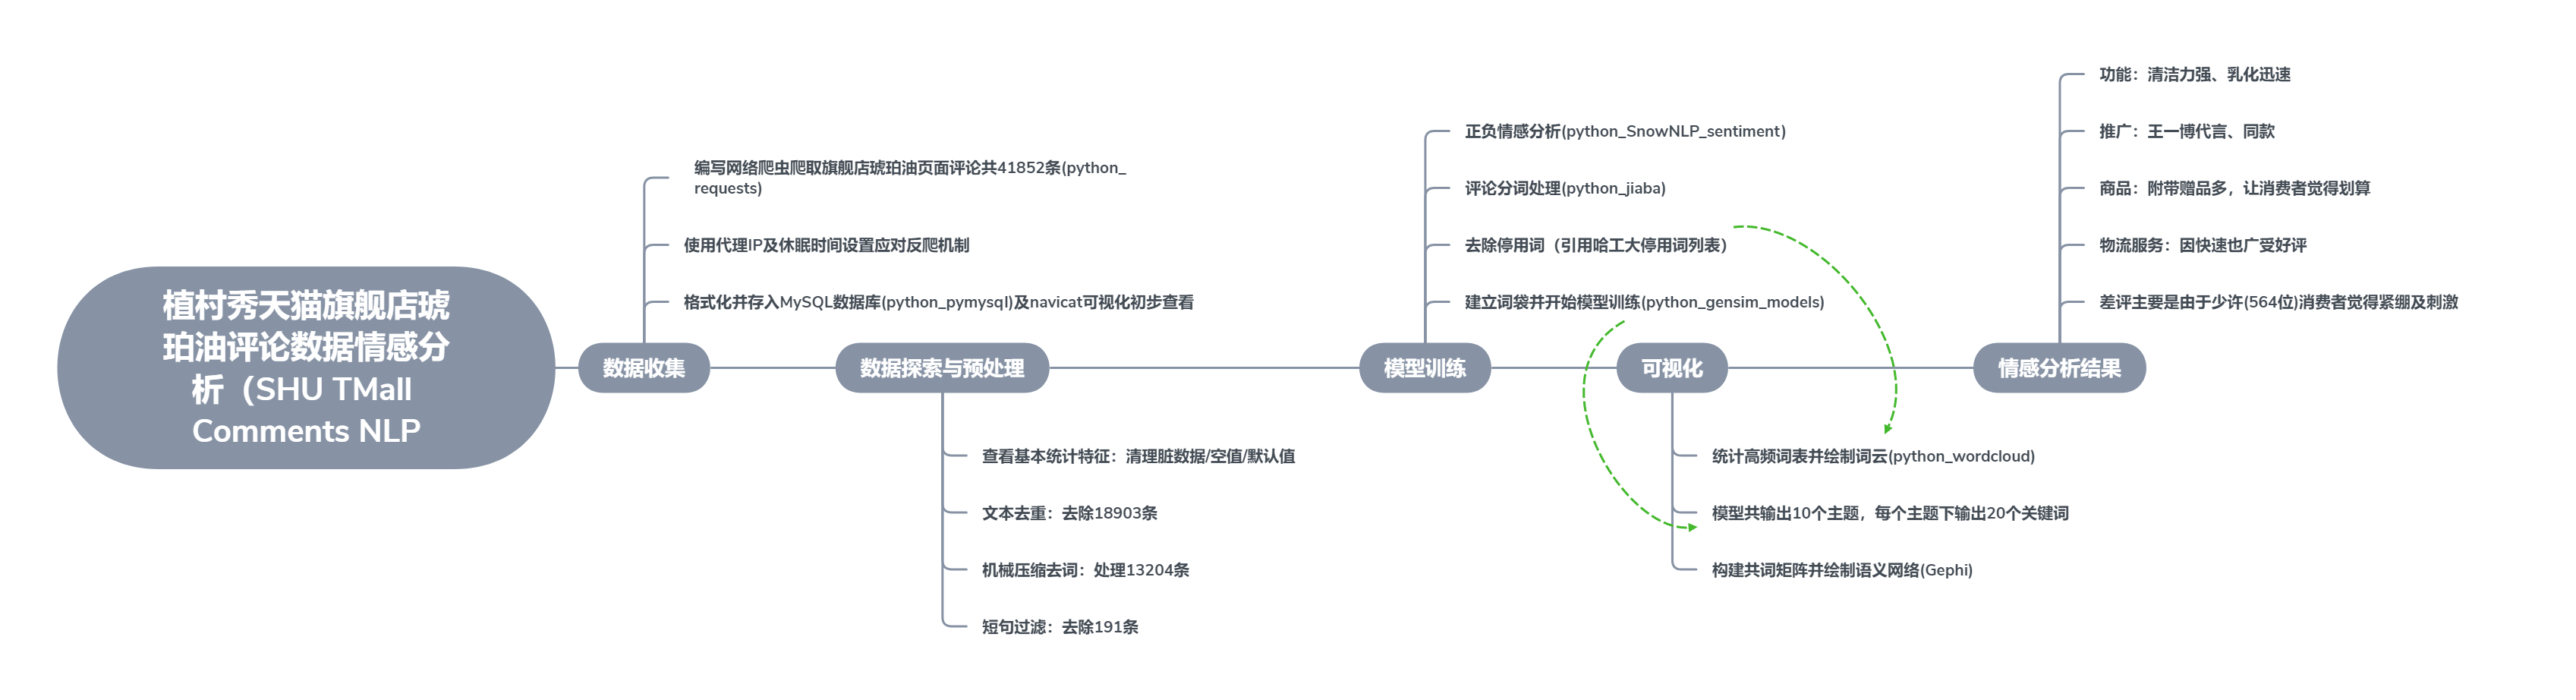 植村秀天猫旗舰店琥
珀油评论数据情感分
析（SHU TMall
Comments NLP
数据收集
编写网络爬虫爬取旗舰店琥珀油页面评论共41852条(python_
requests)
使用代理IP及休眠时间设置应对反爬机制
格式化并存入MySQL数据库(python_pymysql)及navicat可视化初步查看
数据探索与预处理
查看基本统计特征：清理脏数据/空值/默认值
文本去重：去除18903条
机械压缩去词：处理13204条
短句过滤：去除191条
模型训练
正负情感分析(python_SnowNLP_sentiment)
评论分词处理(python_jiaba)
去除停用词（引用哈工大停用词列表）
建立词袋并开始模型训练(python_gensim_models)
可视化
统计高频词表并绘制词云(python_wordcloud)
模型共输出10个主题，每个主题下输出20个关键词
构建共词矩阵并绘制语义网络(Gephi)
情感分析结果
功能：清洁力强、乳化迅速
推广：王一博代言、同款
商品：附带赠品多，让消费者觉得划算
物流服务：因快速也广受好评
差评主要是由于少许(564位)消费者觉得紧绷及刺激